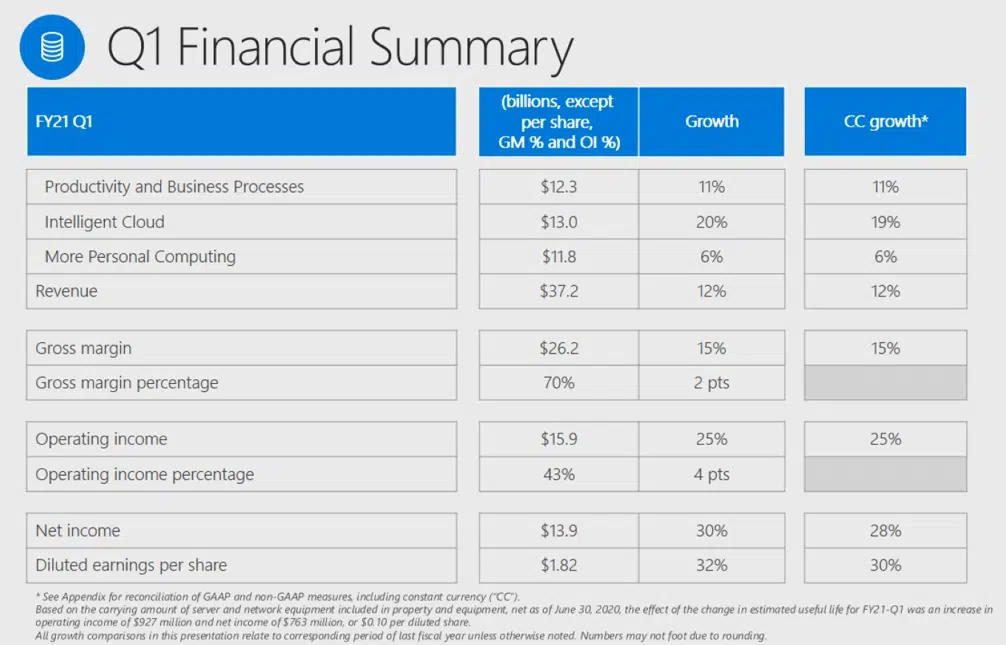 Q1 Financial Summary
FY21 Q1 (billions, except per share, GM % and OI %) Growth CC growth*
Productivity and Business Processes $12.3 11% 11%
Intelligent Cloud $13.0 20% 19%
More Personal Computing $11.8 6% 6%
Revenue $37.2 12% 12%
Gross margin $26.2 15% 15%
Gross margin percentage 70% 2 pts
Operating income $15.9 25% 25%
Operating income percentage 43% 4 pts
Net income $13.9 30% 28%
Diluted earnings per share $1.82 32% 30%
* See Appendix for reconciliation of GAAP and non-GAAP measures, including constant currency ("CC").
Based on the carrying amount of server and network equipment included in property and equipment, net as of June 30, 2020, the effect of the change in estimated useful life for FY21-Q1 was an increase in
operating income of $927 million and net income of $763 million, or $0.10 per diluted share.
All growth comparisons in this presentation relate to corresponding period of last fiscal year unless otherwise noted. Numbers may not foot due to rounding.